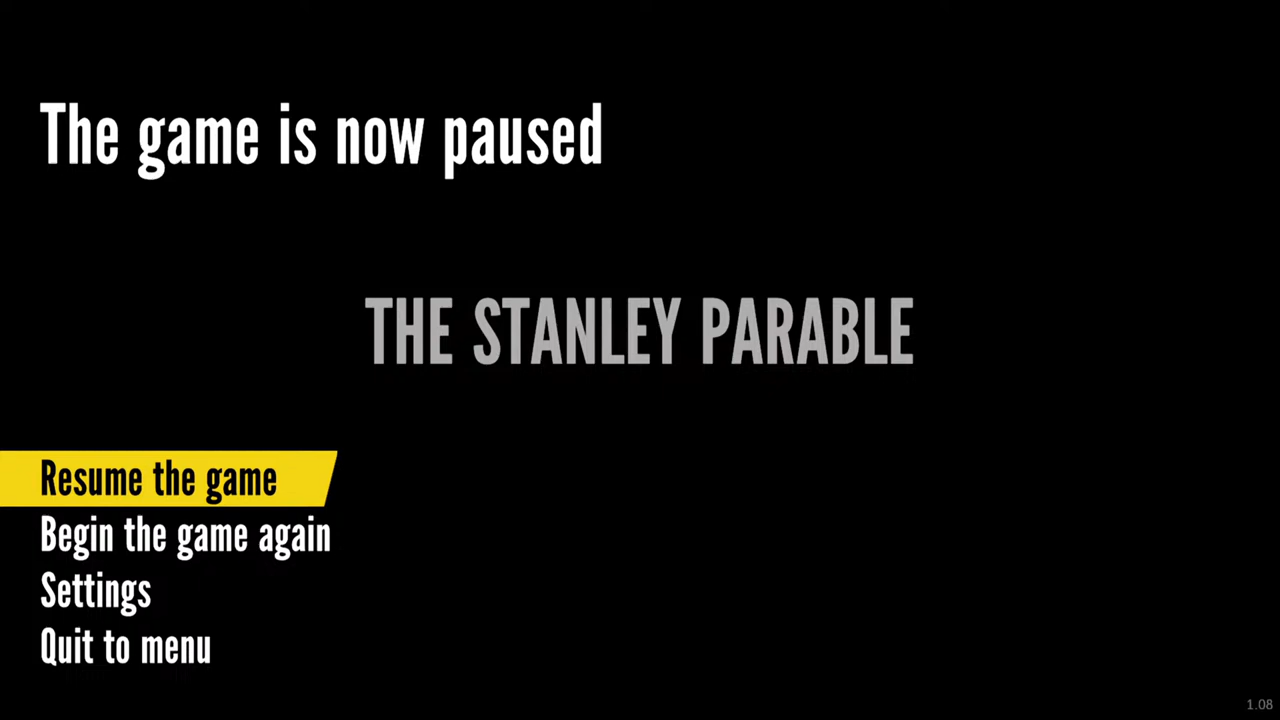 The game is now paused
THE STANLEY PARABLE
Resume the game
Begin the game again
Settings
Quit to menu
1.08